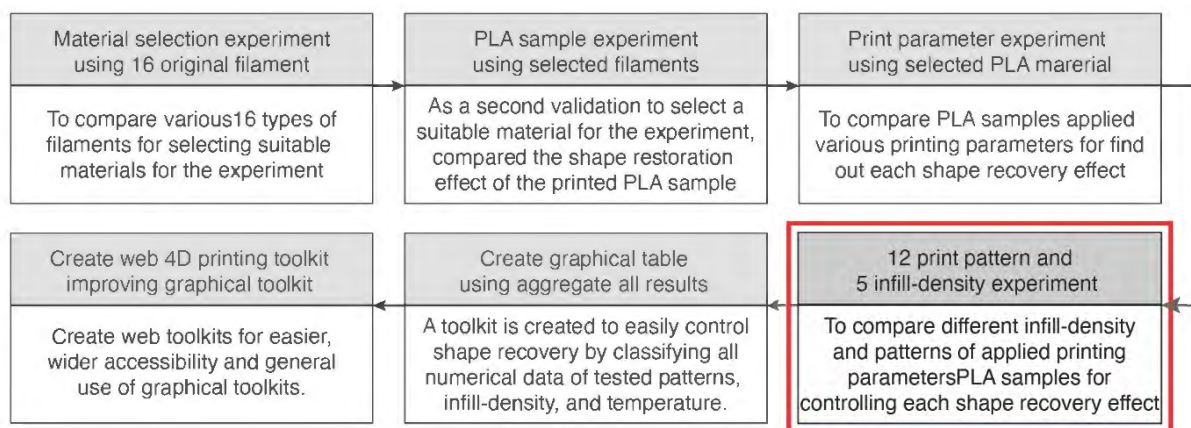 Material selection experiment
using 16 original filament
To compare various16 types of
filaments for selecting suitable
materials for the experiment
PLA sample experiment
using selected filaments
As a second validation to select a
suitable material for the experiment,
compared the shape restoration
effect of the printed PLA sample
Print parameter experiment
using selected PLA marerial
To compare PLA samples applied
various printing parameters for find
out each shape recovery effect
12 print pattern and
5 infill-density experiment
To compare different infill-density
and patterns of applied printing
parametersPLA samples for
controlling each shape recovery effect
Create graphical table
using aggregate all results
A toolkit is created to easily control
shape recovery by classifying all
numerical data of tested patterns,
infill-density, and temperature.
Create web 4D printing toolkit
improving graphical toolkit
Create web toolkits for easier,
wider accessibility and general
use of graphical toolkits.